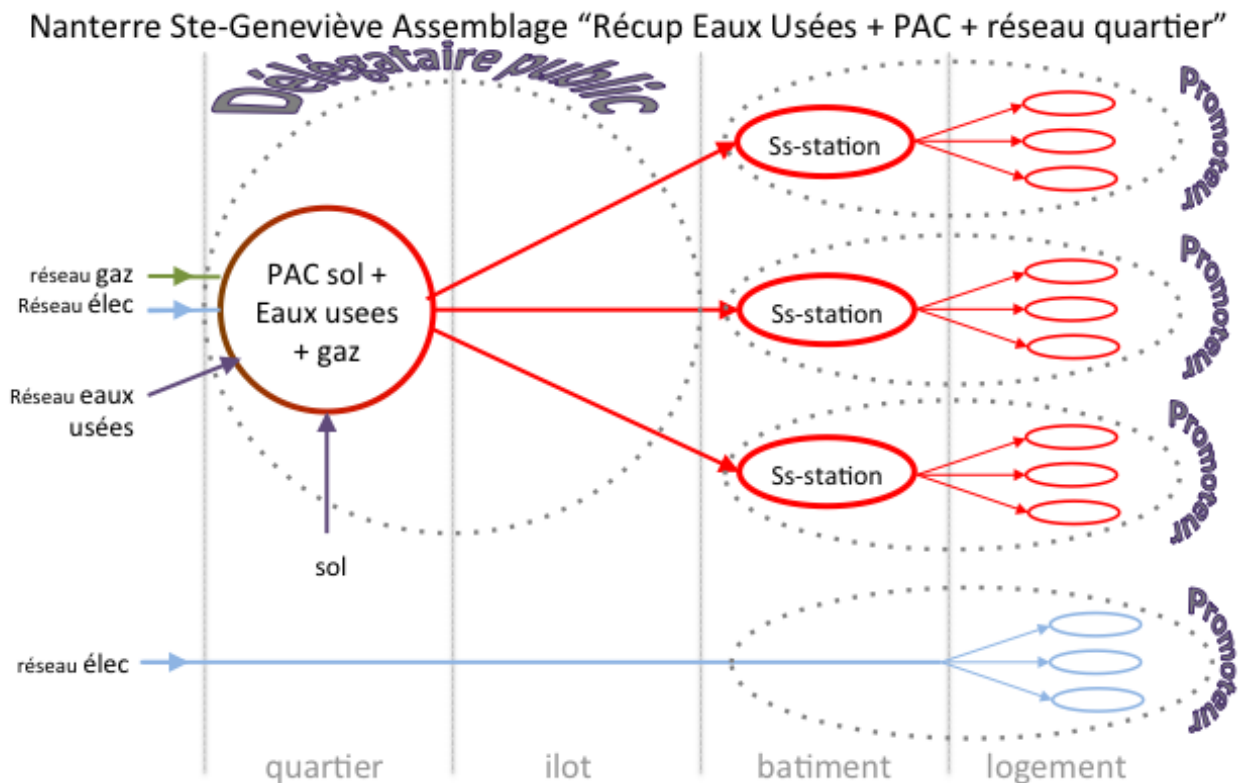 Nanterre Ste-Geneviève Assemblage “Récup Eaux Usées + PAC + réseau quartier”
Délégataire public
Promoteur
Ss-station
réseau gaz
Réseau élec
PAC sol +
Eaux usees
+ gaz
Ss-station
Promoteur
Réseau eaux
usées
Ss-station
Promoteur
sol
réseau élec
Promoteur
quartier
ilot
batiment
logement